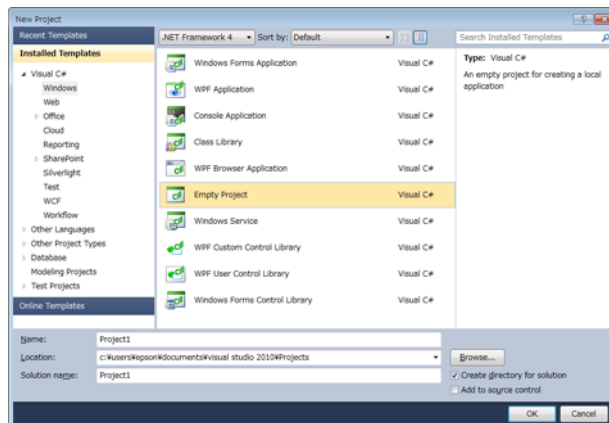 New Project
Recent Templates
Installed Templates
Visual C#
Windows
Web
Office
Cloud
Reporting
SharePoint
Silverlight
Test
WCF
Workflow
Other Languages
Other Project Types
Database
Modeling Projects
Test Projects
Online Templates
.NET Framework 4 Sort by: Default
Windows Forms Application Visual C#
WPF Application Visual C#
Console Application Visual C#
Class Library Visual C#
WPF Browser Application Visual C#
Empty Project Visual C#
Windows Service Visual C#
WPF Custom Control Library Visual C#
WPF User Control Library Visual C#
Windows Forms Control Library Visual C#
Search Installed Templates
Type: Visual C#
An empty project for creating a local
application
Name: Project1
Location: c:¥users¥epson¥documents¥visual studio 2010¥Projects Browse...
Solution name: Project1
Create directory for solution
Add to source control
OK Cancel